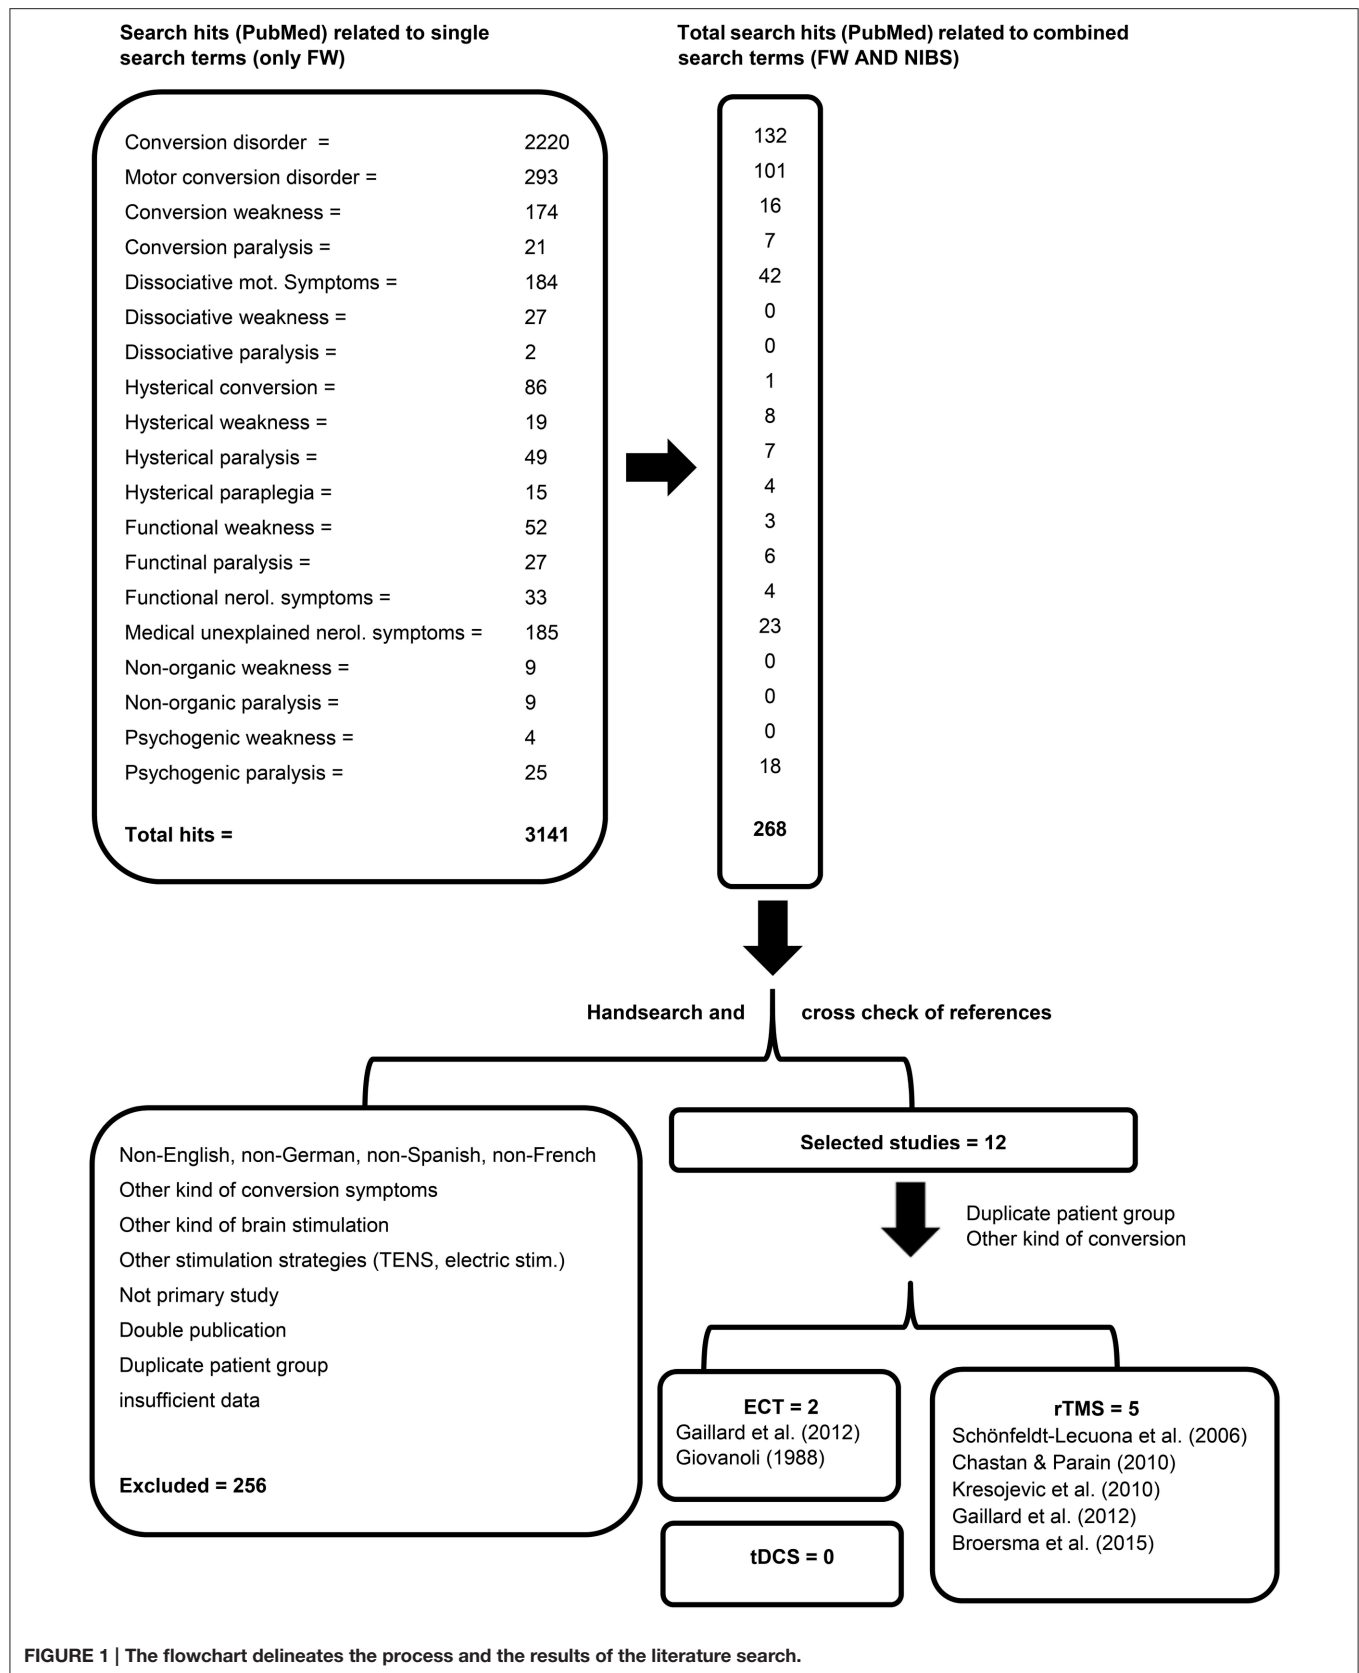 Search hits (PubMed) related to single
search terms (only FW)
Conversion disorder = 2220
Motor conversion disorder = 293
Conversion weakness = 174
Conversion paralysis = 21
Dissociative mot. Symptoms = 184
Dissociative weakness = 27
Dissociative paralysis = 2
Hysterical conversion = 86
Hysterical weakness = 19
Hysterical paralysis = 49
Hysterical paraplegia = 15
Functional weakness = 52
Functinal paralysis = 27
Functional nerol. symptoms = 33
Medical unexplained nerol. symptoms = 185
Non-organic weakness = 9
Non-organic paralysis = 9
Psychogenic weakness = 4
Psychogenic paralysis = 25
Total hits = 3141
Total search hits (PubMed) related to combined
search terms (FW AND NIBS)
132
101
16
7
42
0
0
1
8
7
4
3
6
4
23
0
0
0
18
268
Handsearch and cross check of references
Non-English, non-German, non-Spanish, non-French
Other kind of conversion symptoms
Other kind of brain stimulation
Other stimulation strategies (TENS, electric stim.)
Not primary study
Double publication
Duplicate patient group
insufficient data
Excluded = 256
Selected studies = 12
Duplicate patient group
Other kind of conversion
ECT = 2
Gaillard et al. (2012)
Giovanoli (1988)
tDCS = 0
rTMS = 5
Schönfeldt-Lecuona et al. (2006)
Chastan & Parain (2010)
Kresojevic et al. (2010)
Gaillard et al. (2012)
Broersma et al. (2015)
FIGURE 1 | The flowchart delineates the process and the results of the literature search.